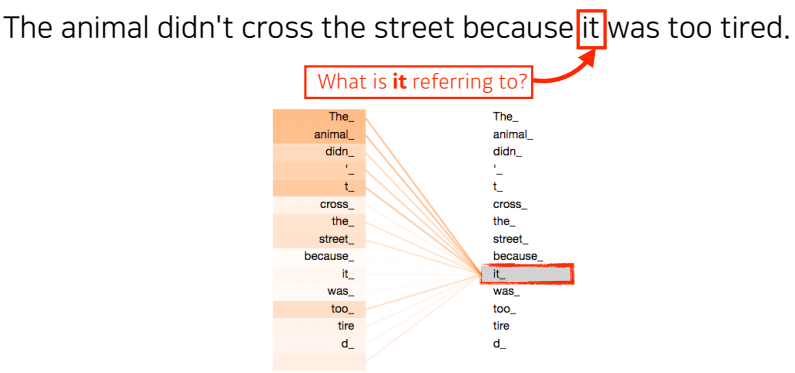 The animal didn't cross the street because it was too tired.
What is it referring to?
The_ The_
animal_ animal_
didn_ didn_
'_ '_
t_ t_
cross_ cross_
the_ the_
street_ street_
because_ because_
it_ it_
was_ was_
too_ too_
tire tire
d_ d_